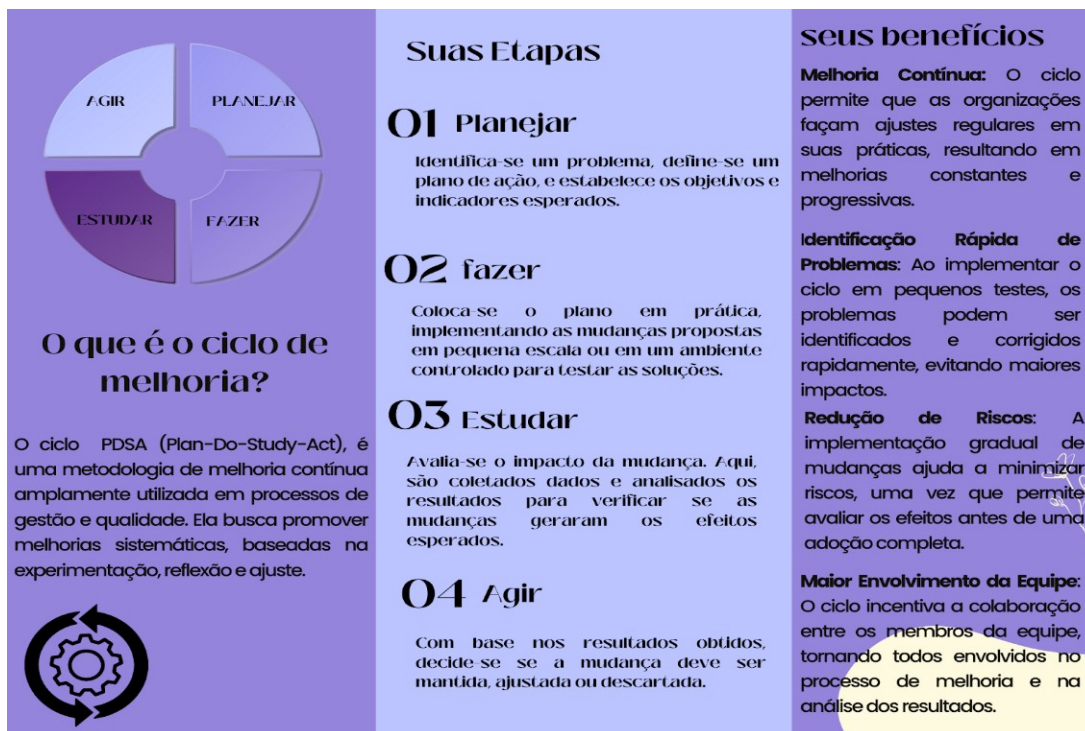 AGIR
PLANEJAR
ESTUDAR
FAZER
O que é o ciclo de
melhoria?
O ciclo PDSA (Plan-Do-Study-Act), é
uma metodologia de melhoria contínua
amplamente utilizada em processos de
gestão e qualidade. Ela busca promover
melhorias sistemáticas, baseadas na
experimentação, reflexão e ajuste.
Suas Etapas
01 Planejar
Identifica-se um problema, define-se um
plano de ação, e estabelece os objetivos e
indicadores esperados.
02 fazer
Coloca-se o plano em prática,
implementando as mudanças propostas
em pequena escala ou em um ambiente
controlado para testar as soluções.
03 Estudar
Avalia-se o impacto da mudança. Aqui,
são coletados dados e analisados os
resultados para verificar se as
mudanças geraram os efeitos
esperados.
04 Agir
Com base nos resultados obtidos,
decide-se se a mudança deve ser
mantida, ajustada ou descartada.
seus benefícios
Melhoria Contínua: O ciclo
permite que as organizações
façam ajustes regulares em
suas práticas, resultando em
melhorias constantes e
progressivas.
Identificação Rápida de
Problemas: Ao implementar o
ciclo em pequenos testes, os
problemas podem ser
identificados e corrigidos
rapidamente, evitando maiores
impactos.
Redução de Riscos: A
implementação gradual de
mudanças ajuda a minimizar
riscos, uma vez que permite
avaliar os efeitos antes de uma
adoção completa.
Maior Envolvimento da Equipe:
O ciclo incentiva a colaboração
entre os membros da equipe,
tornando todos envolvidos no
processo de melhoria e na
análise dos resultados.